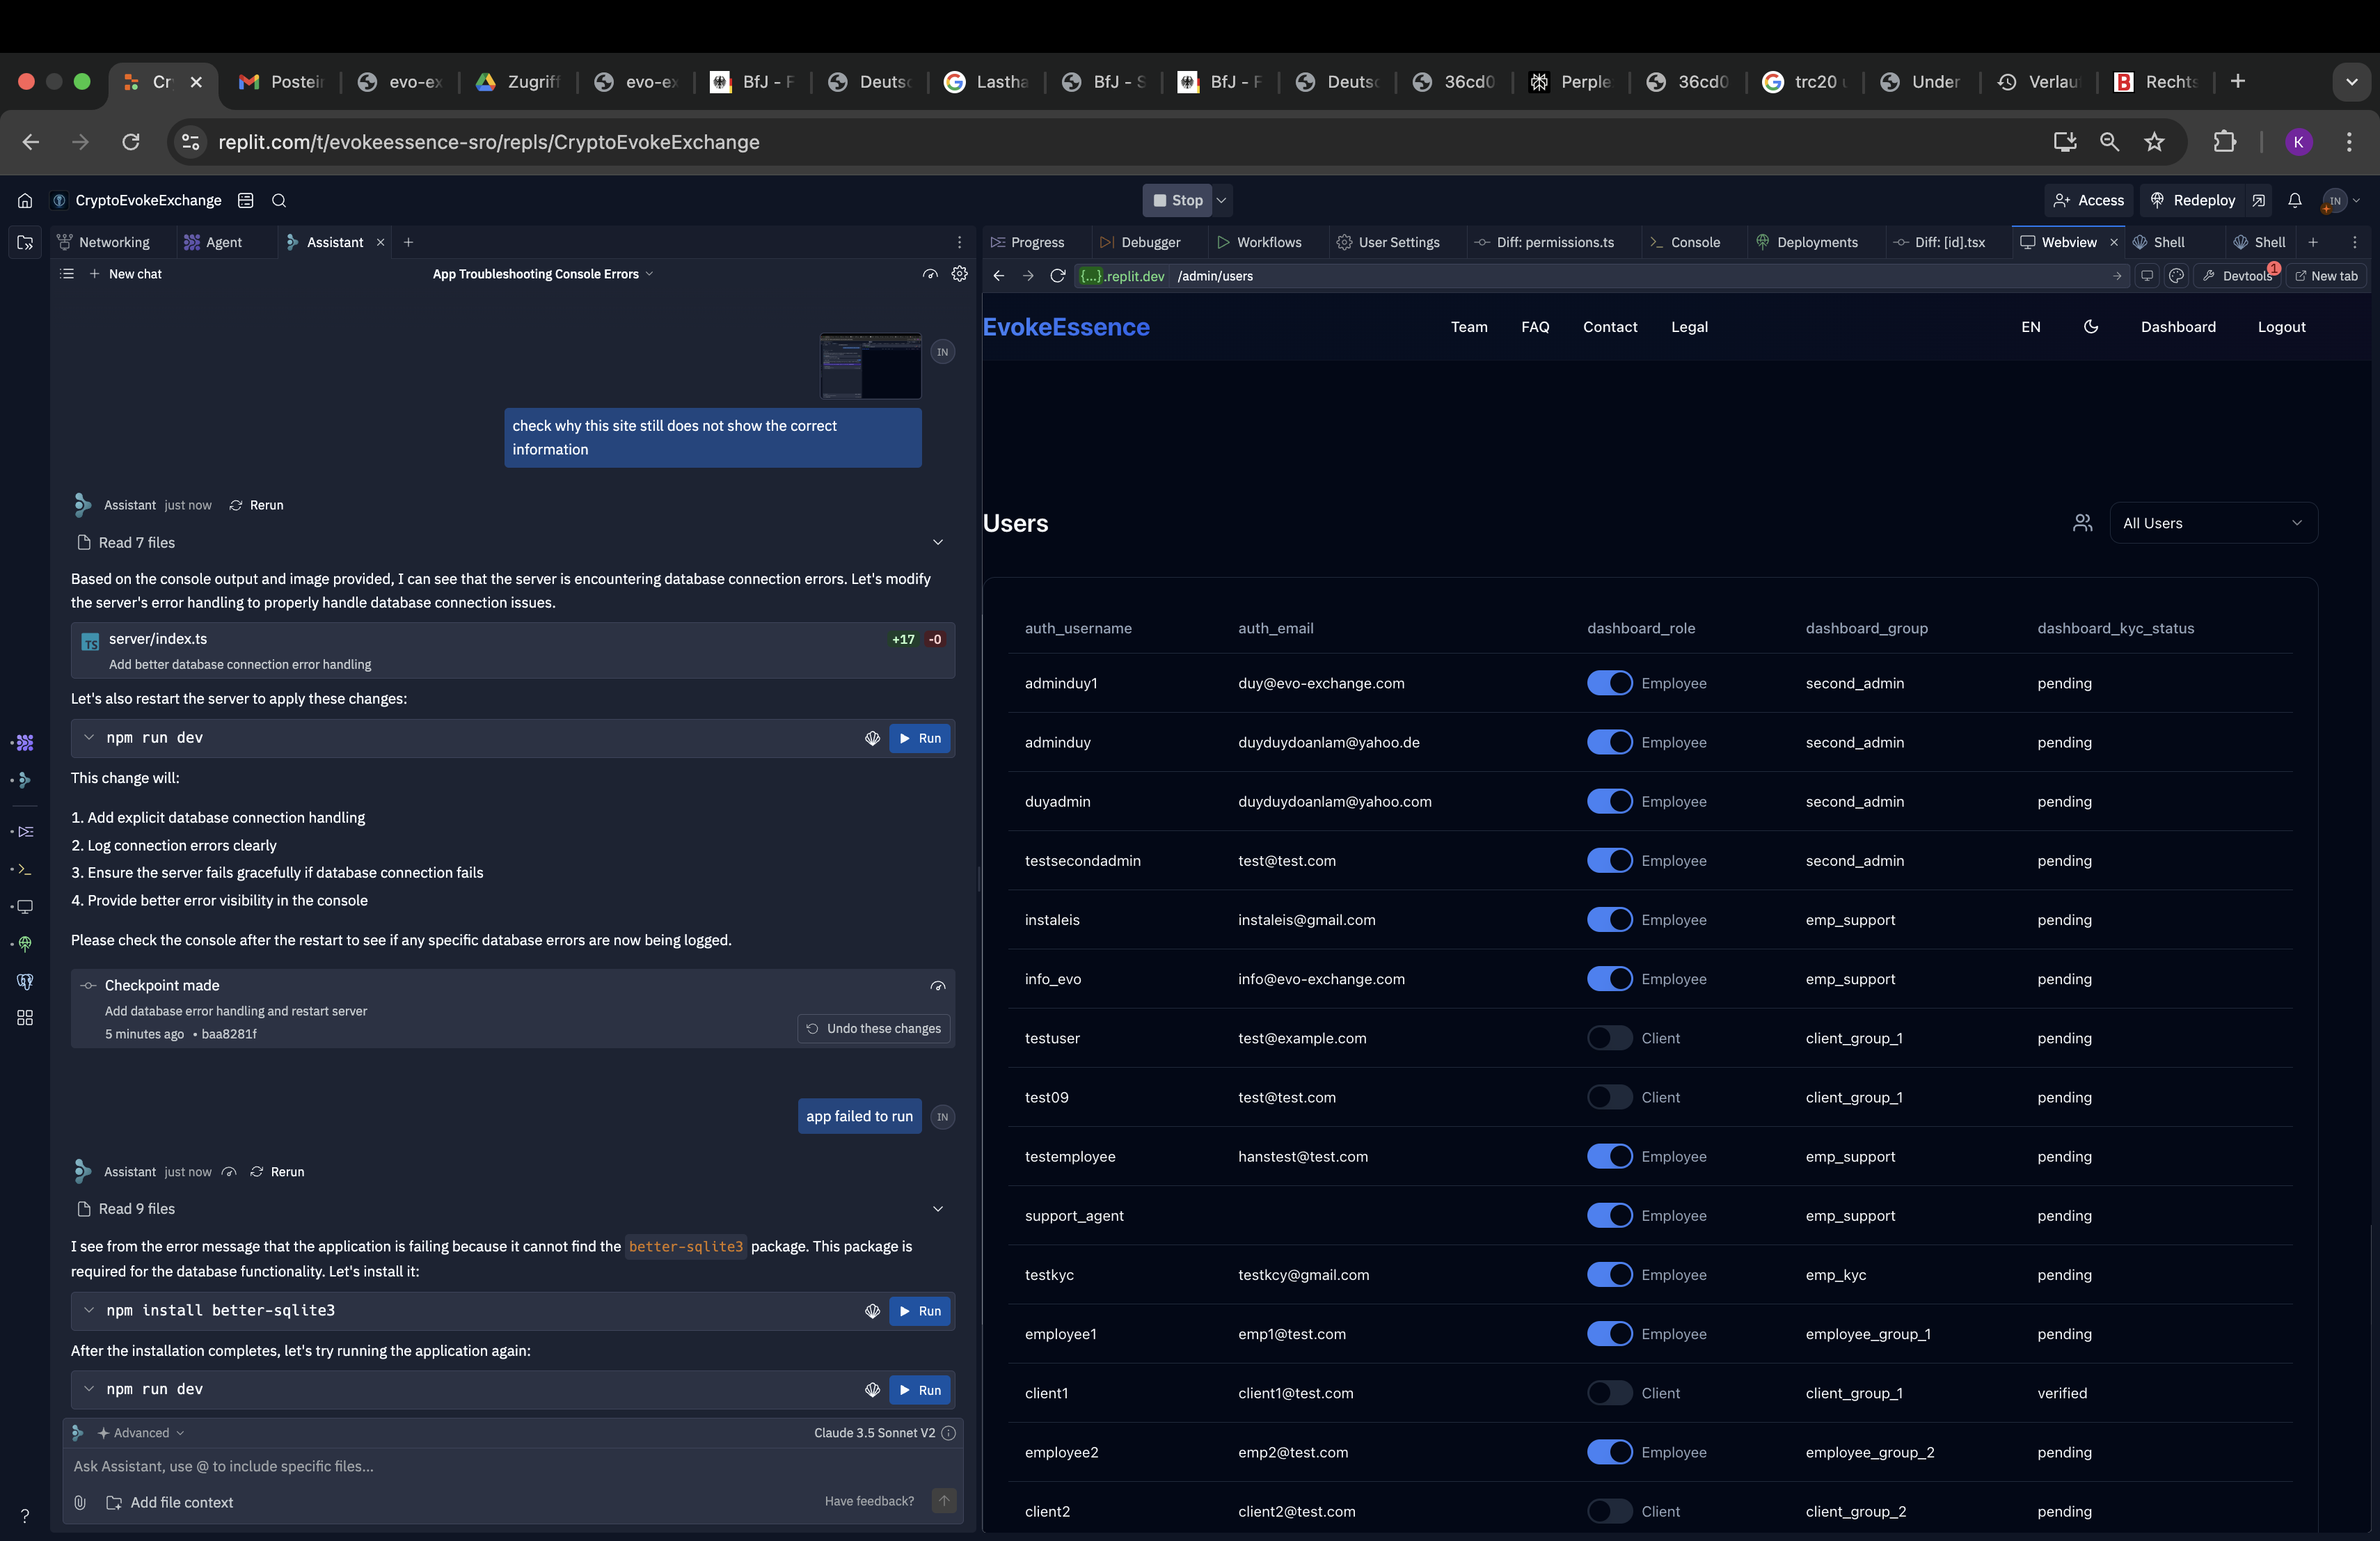 Cr
Postein
evo-ex
Zugriff
evo-ex
BfJ - F
Deutsc
Lastha
BfJ - S
BfJ - F
Deutsc
36cd0
Perple
36cd0
trc20 u
Under
Verlau
Rechts
replit.com/t/evokeessence-sro/repls/CryptoEvokeExchange
K
CryptoEvokeExchange
Stop
Access
Redeploy
IN
Networking
Agent
Assistant
Progress
Debugger
Workflows
User Settings
Diff: permissions.ts
Console
Deployments
Diff: [id].tsx
Webview
Shell
Shell
New chat
App Troubleshooting Console Errors
{...}.replit.dev /admin/users
Devtools
1
New tab
IN
check why this site still does not show the correct
information
Assistant just now Rerun
Read 7 files
Based on the console output and image provided, I can see that the server is encountering database connection errors. Let's modify
the server's error handling to properly handle database connection issues.
TS server/index.ts +17 -0
Add better database connection error handling
Let's also restart the server to apply these changes:
npm run dev Run
This change will:
1. Add explicit database connection handling
2. Log connection errors clearly
3. Ensure the server fails gracefully if database connection fails
4. Provide better error visibility in the console
Please check the console after the restart to see if any specific database errors are now being logged.
Checkpoint made
Add database error handling and restart server
5 minutes ago • baa8281f
Undo these changes
app failed to run IN
Assistant just now Rerun
Read 9 files
I see from the error message that the application is failing because it cannot find the better-sqlite3 package. This package is
required for the database functionality. Let's install it:
npm install better-sqlite3 Run
After the installation completes, let's try running the application again:
npm run dev Run
Advanced
Claude 3.5 Sonnet V2
Ask Assistant, use @ to include specific files...
Add file context
Have feedback?
?
EvokeEssence
Team FAQ Contact Legal
EN Dashboard Logout
Users
All Users
auth_username auth_email dashboard_role dashboard_group dashboard_kyc_status
adminduy1 duy@evo-exchange.com Employee second_admin pending
adminduy duyduydoanlam@yahoo.de Employee second_admin pending
duyadmin duyduydoanlam@yahoo.com Employee second_admin pending
testsecondadmin test@test.com Employee second_admin pending
instaleis instaleis@gmail.com Employee emp_support pending
info_evo info@evo-exchange.com Employee emp_support pending
testuser test@example.com Client client_group_1 pending
test09 test@test.com Client client_group_1 pending
testemployee hanstest@test.com Employee emp_support pending
support_agent Employee emp_support pending
testkyc testkcy@gmail.com Employee emp_kyc pending
employee1 emp1@test.com Employee employee_group_1 pending
client1 client1@test.com Client client_group_1 verified
employee2 emp2@test.com Employee employee_group_2 pending
client2 client2@test.com Client client_group_2 pending